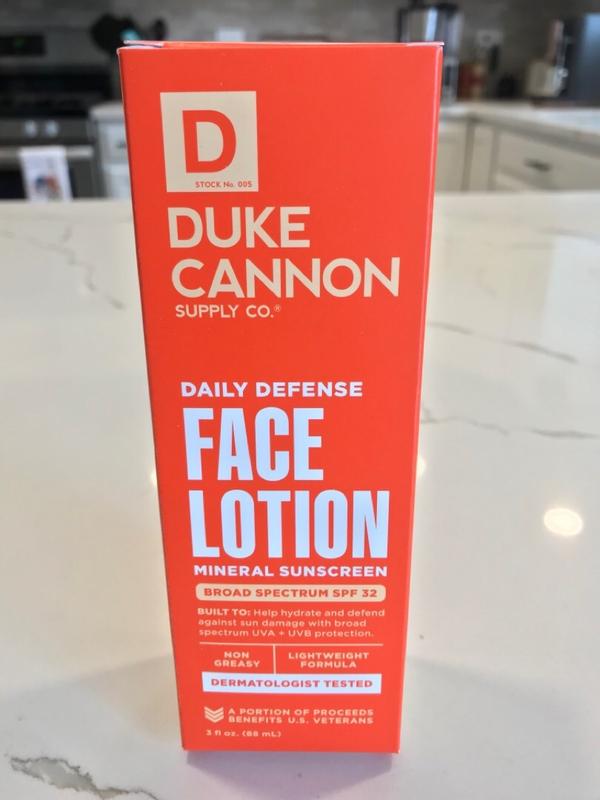 D
STOCK No. 005
DUKE
CANNON
SUPPLY CO.®
DAILY DEFENSE
FACE
LOTION
MINERAL SUNSCREEN
BROAD SPECTRUM SPF 32
BUILT TO: Help hydrate and defend
against sun damage with broad
spectrum UVA + UVB protection.
NON
GREASY
LIGHTWEIGHT
FORMULA
DERMATOLOGIST TESTED
A PORTION OF PROCEEDS
BENEFITS U.S. VETERANS
3 fl oz. (88 mL)